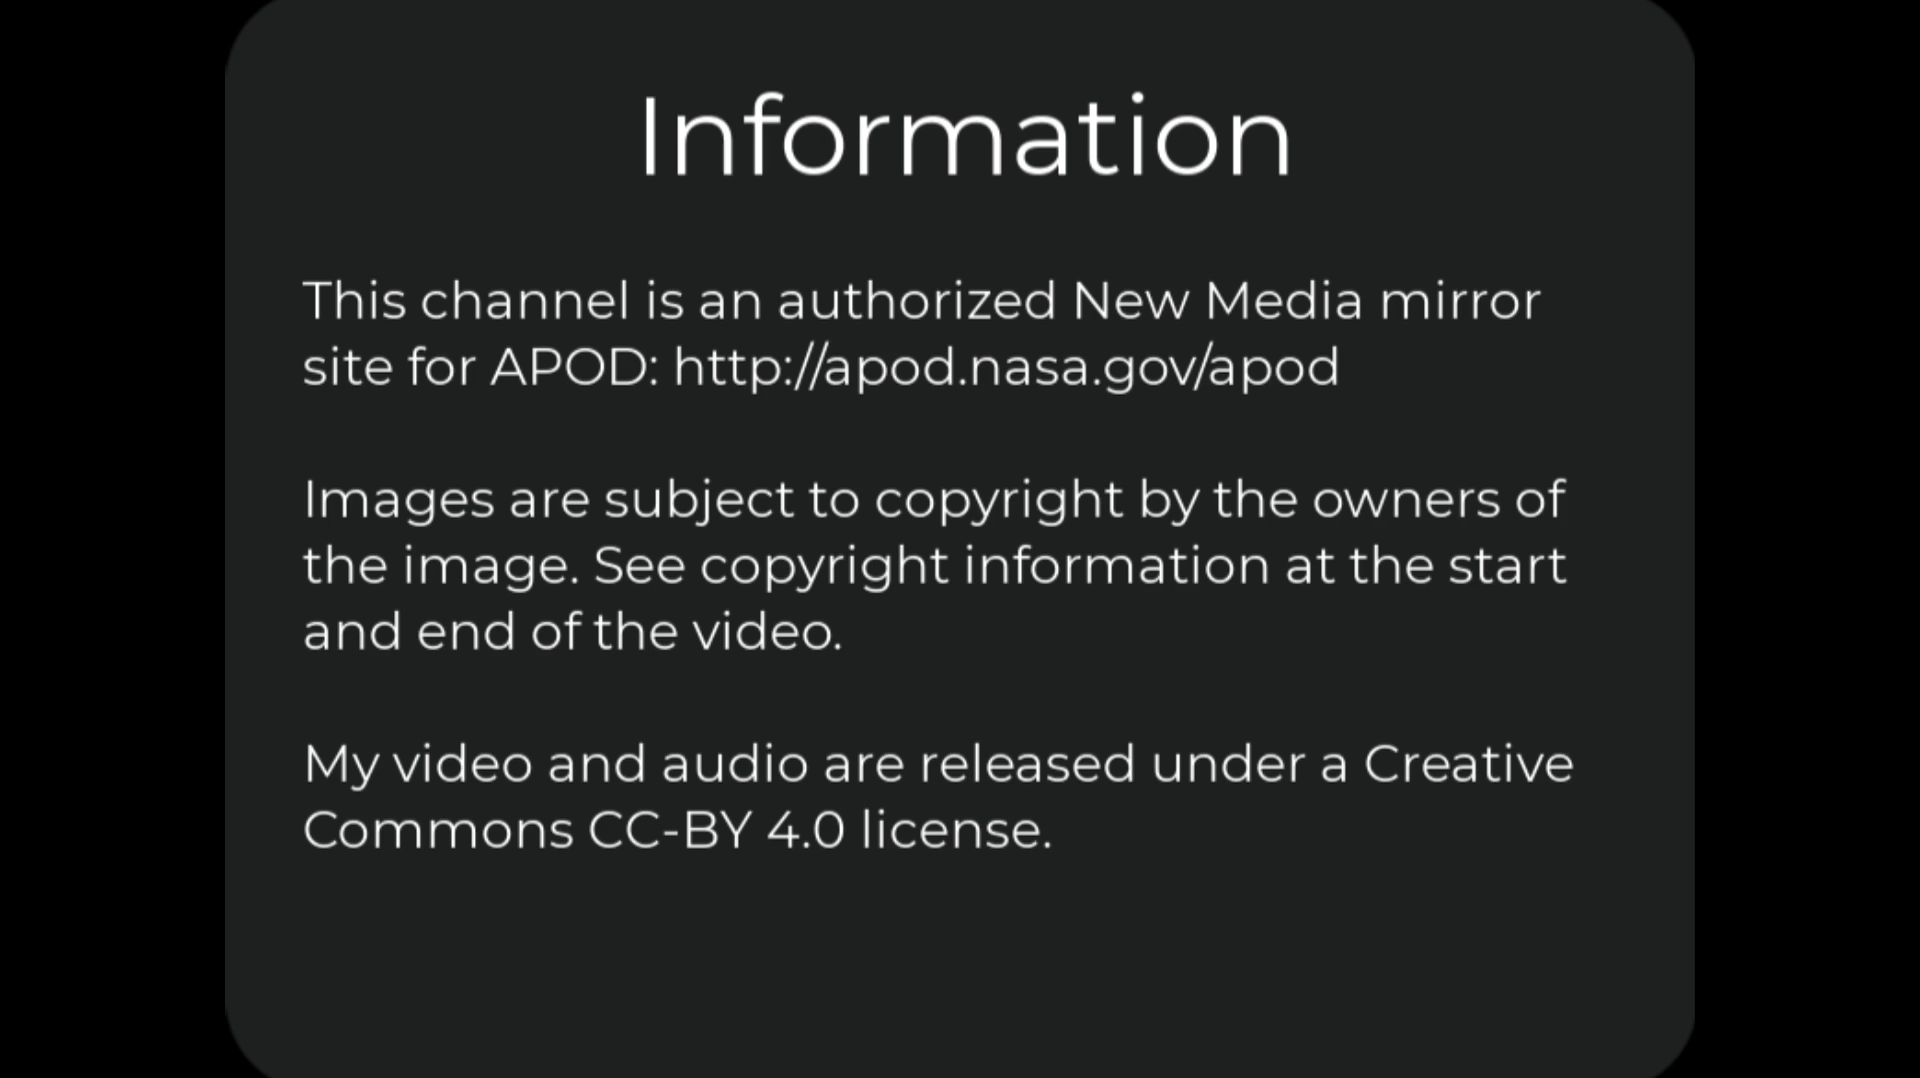 Information
This channel is an authorized New Media mirror
site for APOD: http://apod.nasa.gov/apod
Images are subject to copyright by the owners of
the image. See copyright information at the start
and end of the video.
My video and audio are released under a Creative
Commons CC-BY 4.0 license.